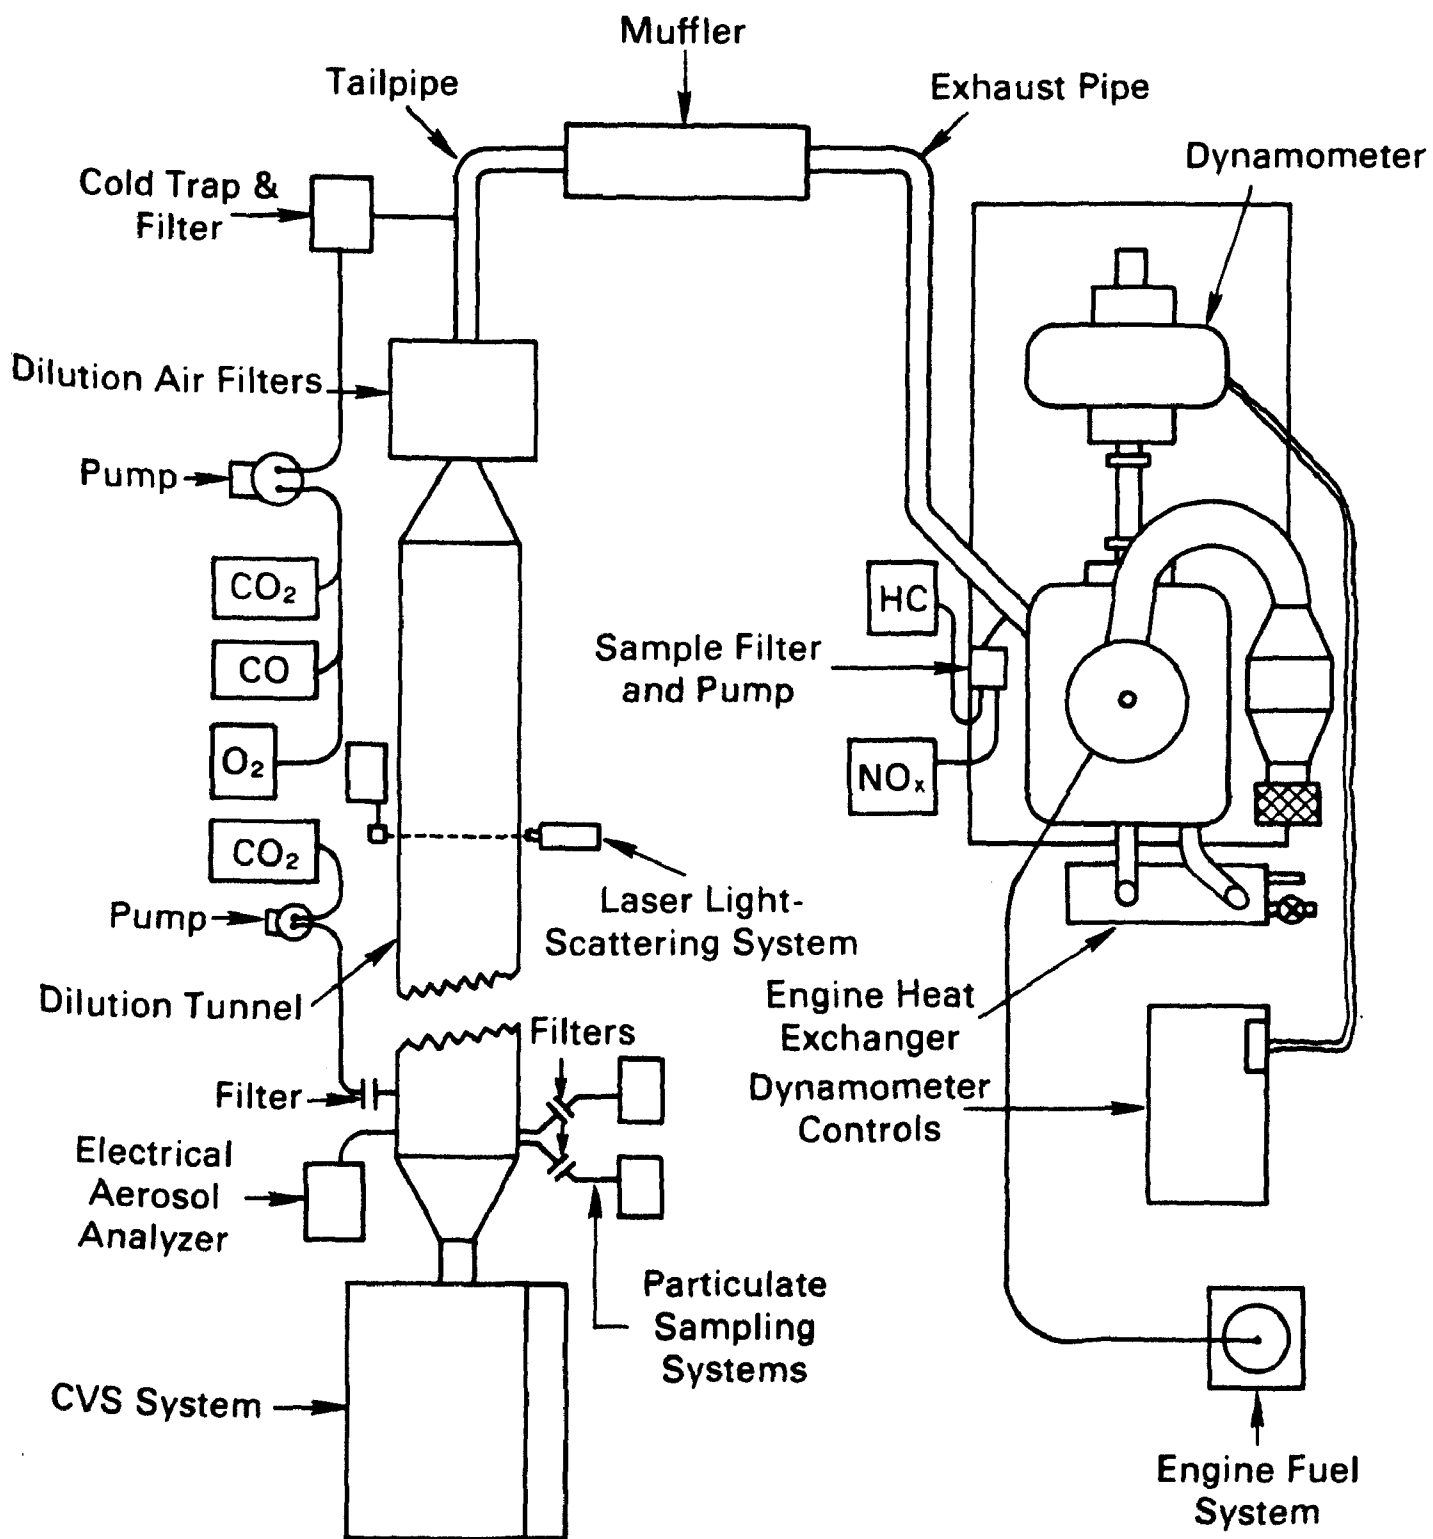 Muffler
Tailpipe
Exhaust Pipe
Dynamometer
Cold Trap &
Filter
Dilution Air Filters
Pump
CO₂
HC
CO
Sample Filter
and Pump
O₂
NOₓ
CO₂
Laser Light-
Scattering System
Pump
Dilution Tunnel
Engine Heat
Exchanger
Filters
Filter
Dynamometer
Controls
Electrical
Aerosol
Analyzer
Particulate
Sampling
Systems
CVS System
Engine Fuel
System